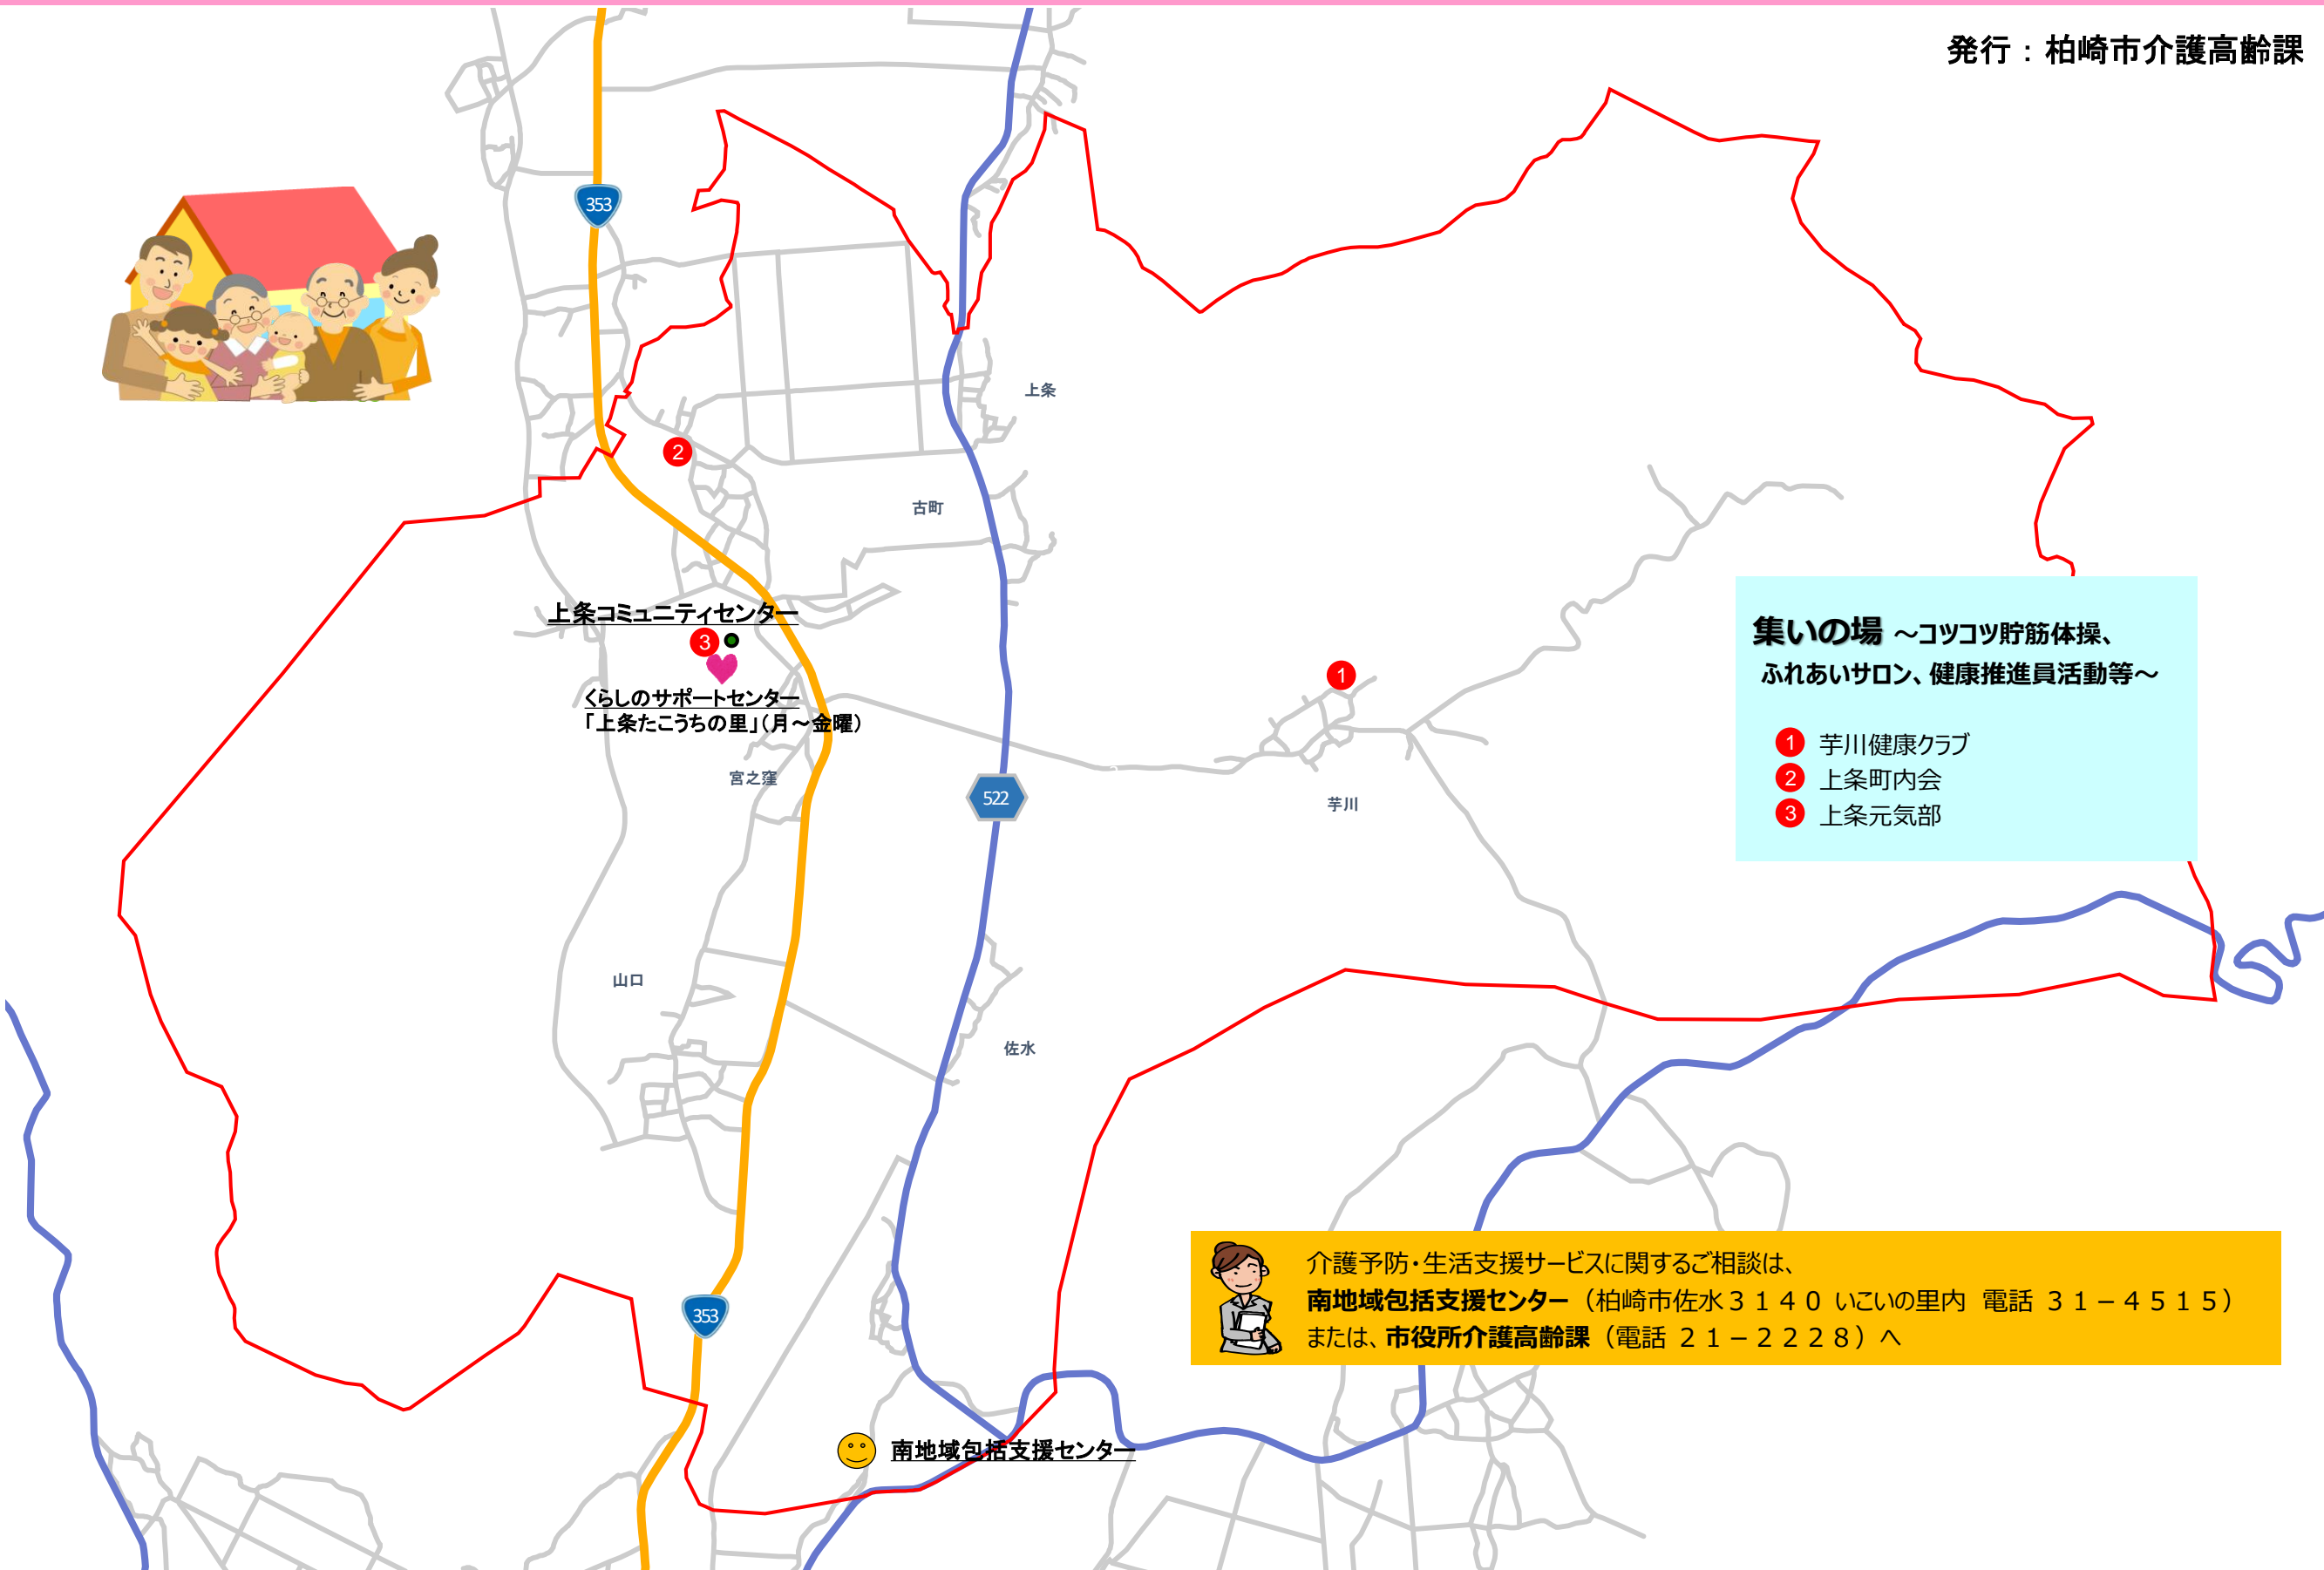 発行：柏崎市介護高齢課
353
上条
2
古町
上条コミュニティセンター
3
くらしのサポートセンター
「上条たこうちの里」（月～金曜）
1
宮之窪
522
芋川
集いの場 ～コツコツ貯筋体操、
ふれあいサロン、健康推進員活動等～
1 芋川健康クラブ
2 上条町内会
3 上条元気部
山口
佐水
353
介護予防・生活支援サービスに関するご相談は、
南地域包括支援センター（柏崎市佐水３１４０ いこいの里内 電話 ３１－４５１５）
または、市役所介護高齢課（電話 ２１－２２２８）へ
南地域包括支援センター